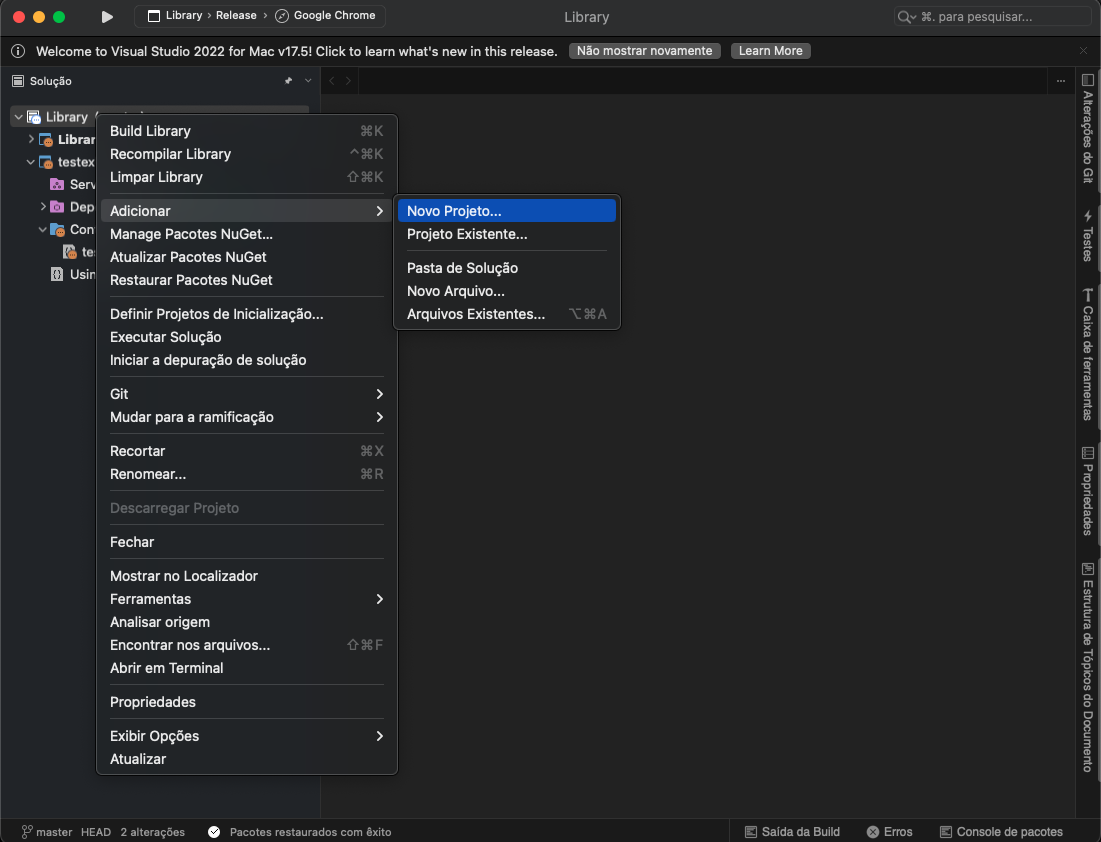 Library › Release › Google Chrome
Library
⌘. para pesquisar...
Welcome to Visual Studio 2022 for Mac v17.5! Click to learn what's new in this release.
Não mostrar novamente
Learn More
Solução
Library
Librar
testex
Serv
Dep
Con
te
Usin
Build Library ⌘K
Recompilar Library ^⌘K
Limpar Library ⇧⌘K
Adicionar
Manage Pacotes NuGet...
Atualizar Pacotes NuGet
Restaurar Pacotes NuGet
Definir Projetos de Inicialização...
Executar Solução
Iniciar a depuração de solução
Git
Mudar para a ramificação
Recortar ⌘X
Renomear... ⌘R
Descarregar Projeto
Fechar
Mostrar no Localizador
Ferramentas
Analisar origem
Encontrar nos arquivos... ⇧⌘F
Abrir em Terminal
Propriedades
Exibir Opções
Atualizar
Novo Projeto...
Projeto Existente...
Pasta de Solução
Novo Arquivo...
Arquivos Existentes... ⌥⌘A
Alterações do Git
Testes
Caixa de ferramentas
Propriedades
Estrutura de Tópicos do Documento
master HEAD 2 alterações
Pacotes restaurados com êxito
Saída da Build
Erros
Console de pacotes